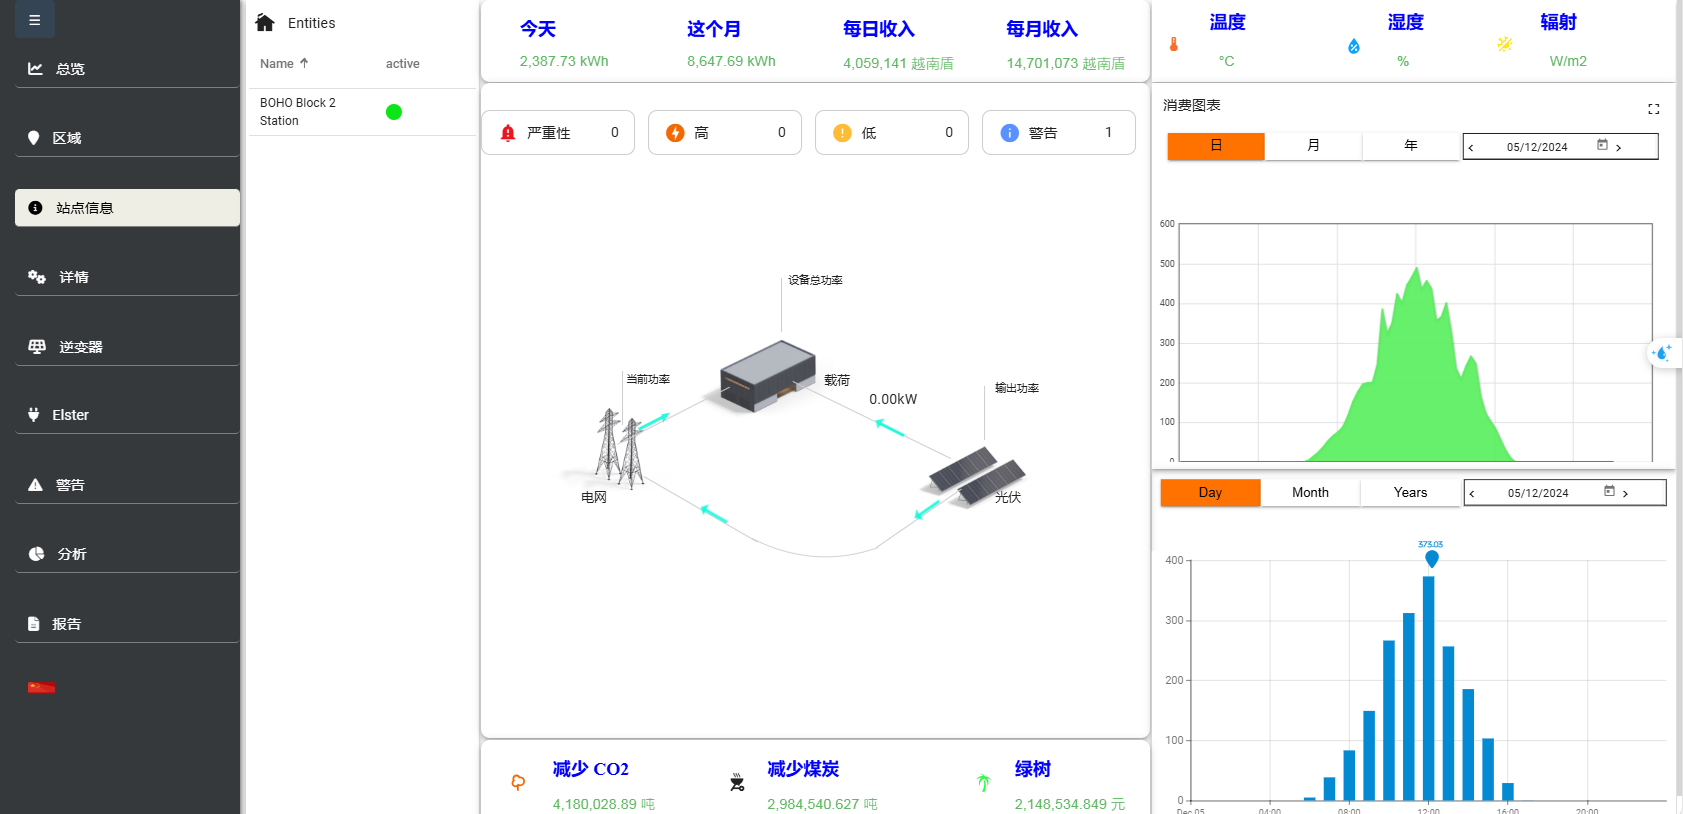 总览
区域
站点信息
详情
逆变器
Elster
警告
分析
报告
Entities
Name
active
BOHO Block 2
Station
今天
2,387.73 kWh
这个月
8,647.69 kWh
每日收入
4,059,141 越南盾
每月收入
14,701,073 越南盾
严重性 0
高 0
低 0
警告 1
设备总功率
当前功率
载荷
输出功率
0.00kW
电网
光伏
减少 CO2
4,180,028.89 吨
减少煤炭
2,984,540.627 吨
绿树
2,148,534.849 元
温度
°C
湿度
%
辐射
W/m2
消费图表
日 月 年 05/12/2024
600
500
400
300
200
100
0
Day Month Years 05/12/2024
373.03
400
300
200
100
0
Dec 05 04:00 08:00 12:00 16:00 20:00